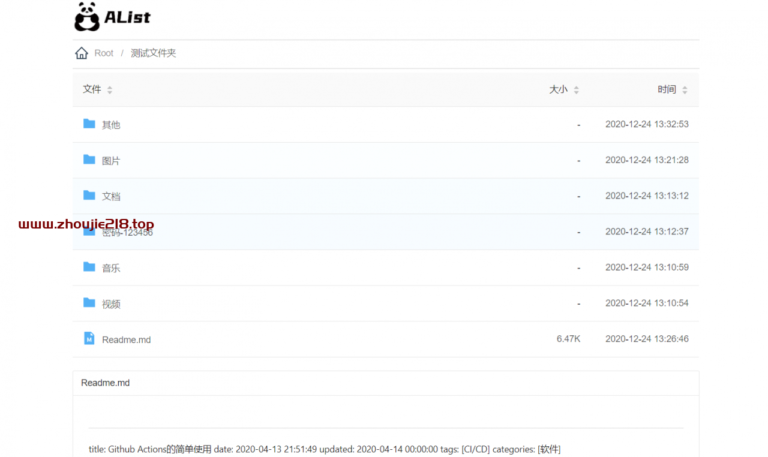 AList
Root / 测试文件夹
文件 大小 时间
其他 - 2020-12-24 13:32:53
图片 - 2020-12-24 13:21:28
文档 - 2020-12-24 13:13:12
www.zhoujie218.top
密码-123456 - 2020-12-24 13:12:37
音乐 - 2020-12-24 13:10:59
视频 - 2020-12-24 13:10:54
Readme.md 6.47K 2020-12-24 13:26:46
Readme.md
title: Github Actions的简单使用 date: 2020-04-13 21:51:49 updated: 2020-04-14 00:00:00 tags: [CI/CD] categories: [软件]